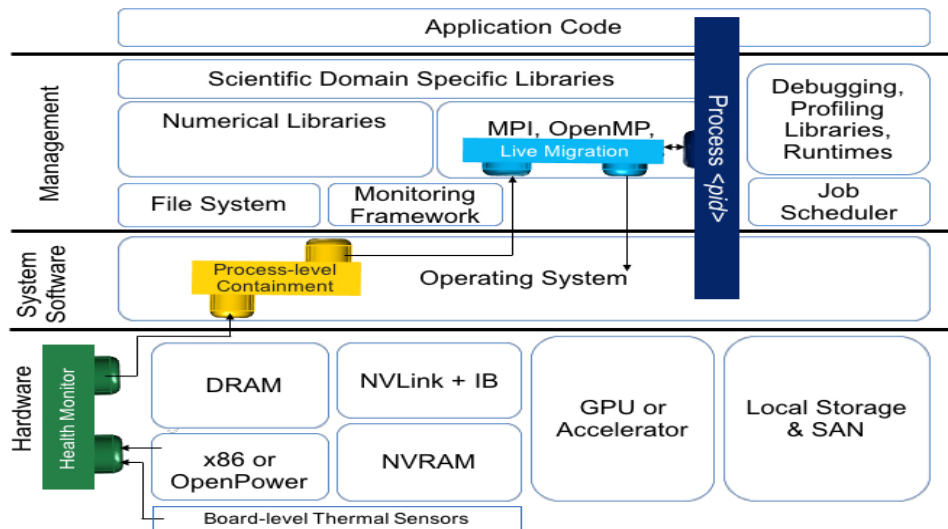 Application Code
Management
Scientific Domain Specific Libraries
Numerical Libraries
MPI, OpenMP,
Live Migration
Process <pid>
Debugging,
Profiling
Libraries,
Runtimes
File System
Monitoring
Framework
Job
Scheduler
System
Software
Process-level
Containment
Operating System
Hardware
Health Monitor
DRAM
NVLink + IB
GPU or
Accelerator
Local Storage
& SAN
x86 or
OpenPower
NVRAM
Board-level Thermal Sensors